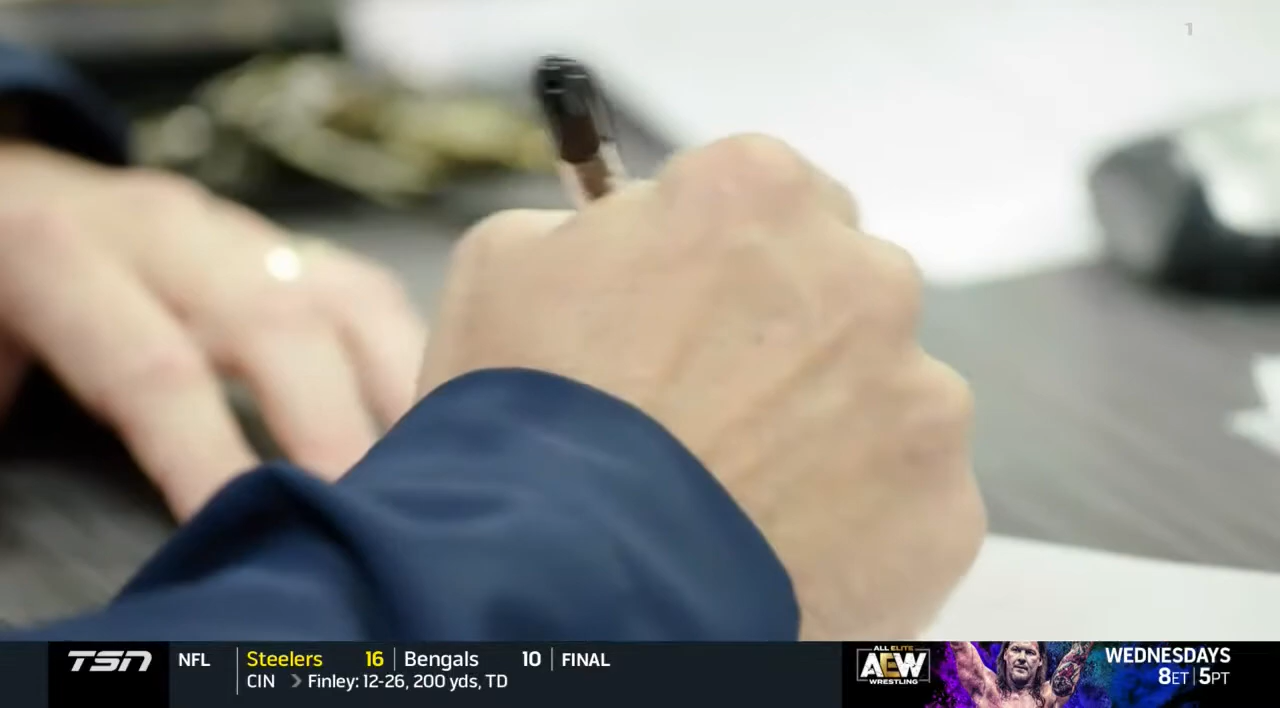 1
TSN
NFL
Steelers 16 Bengals 10 FINAL
CIN > Finley: 12-26, 200 yds, TD
ALL ELITE
AEW
WRESTLING
WEDNESDAYS
8ET | 5PT